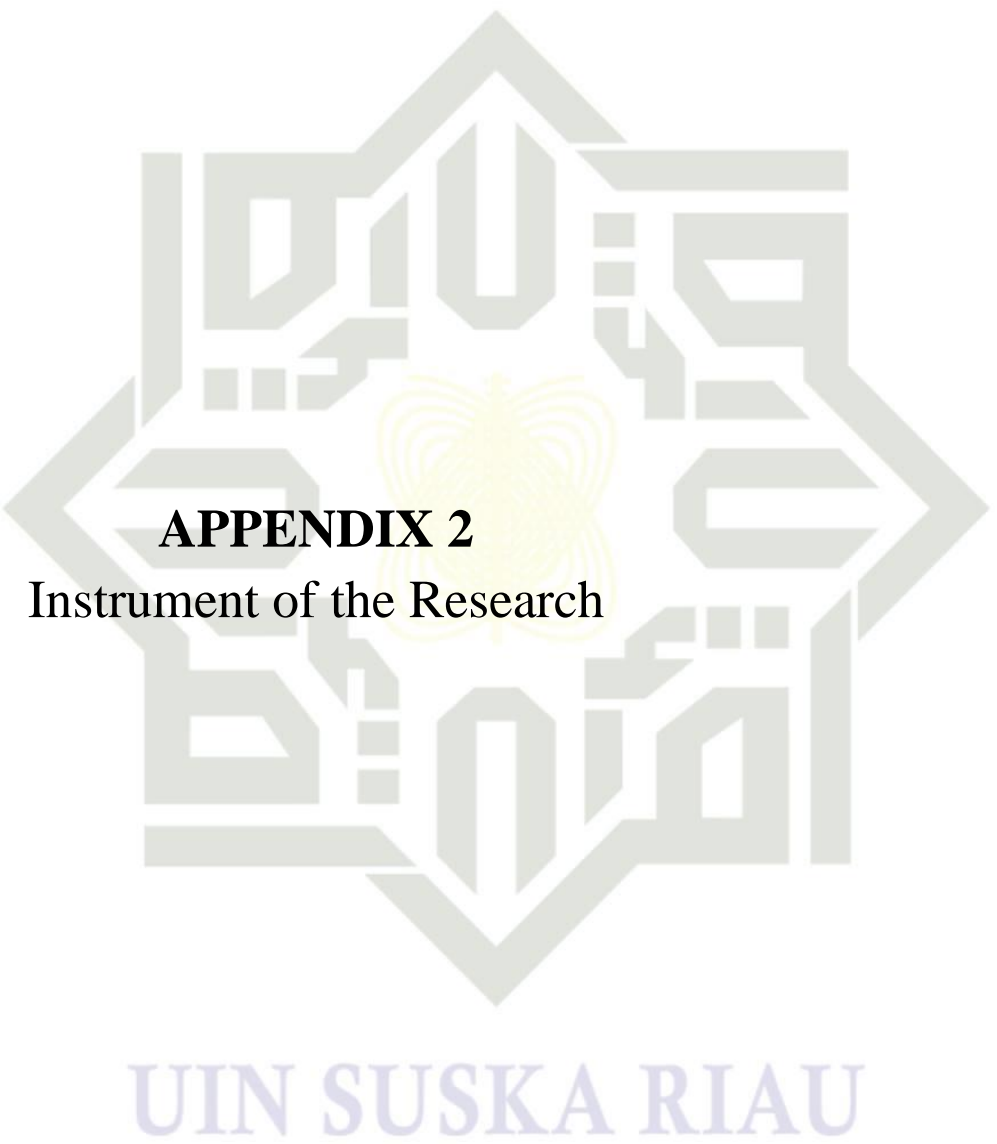 APPENDIX 2
Instrument of the Research
UIN SUSKA RIAU